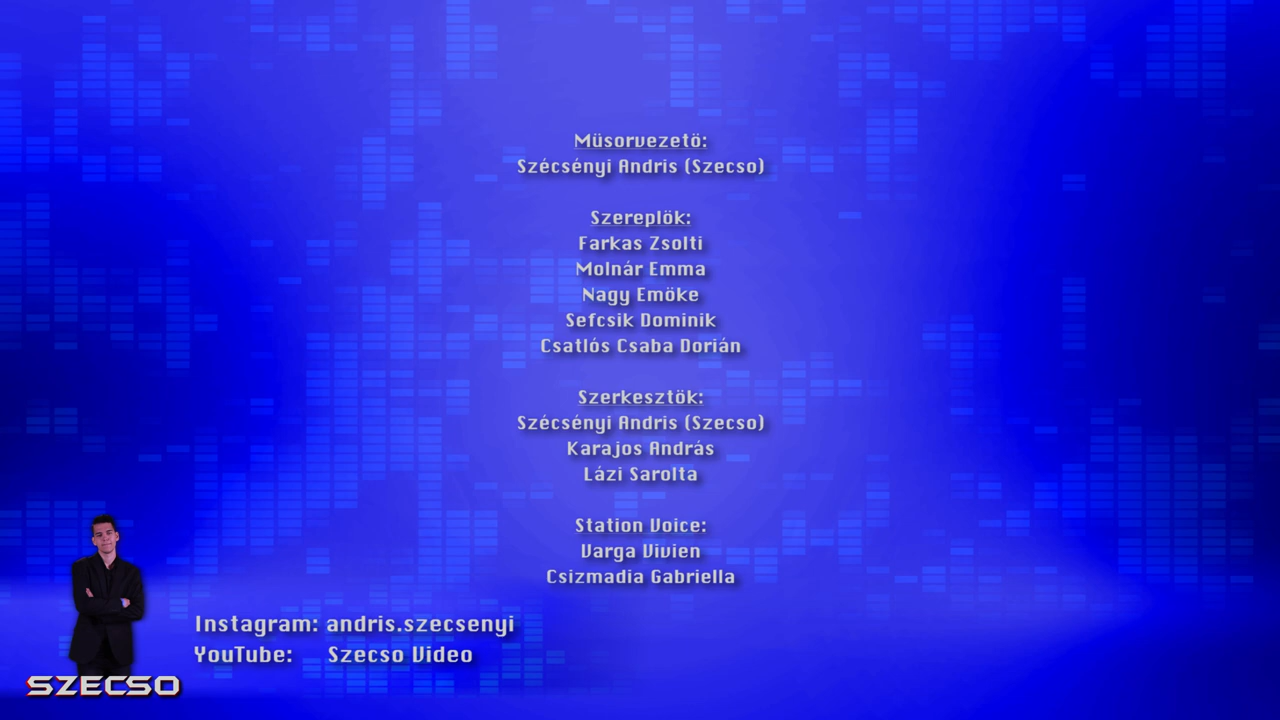 Müsorvezetö:
Szécsényi Andris (Szecso)
Szereplök:
Farkas Zsolti
Molnár Emma
Nagy Emöke
Sefcsik Dominik
Csatlós Csaba Dorián
Szerkesztök:
Szécsényi Andris (Szecso)
Karajos András
Lázi Sarolta
Station Voice:
Varga Vivien
Csizmadia Gabriella
Instagram: andris.szecsenyi
YouTube: Szecso Video
SZECSO